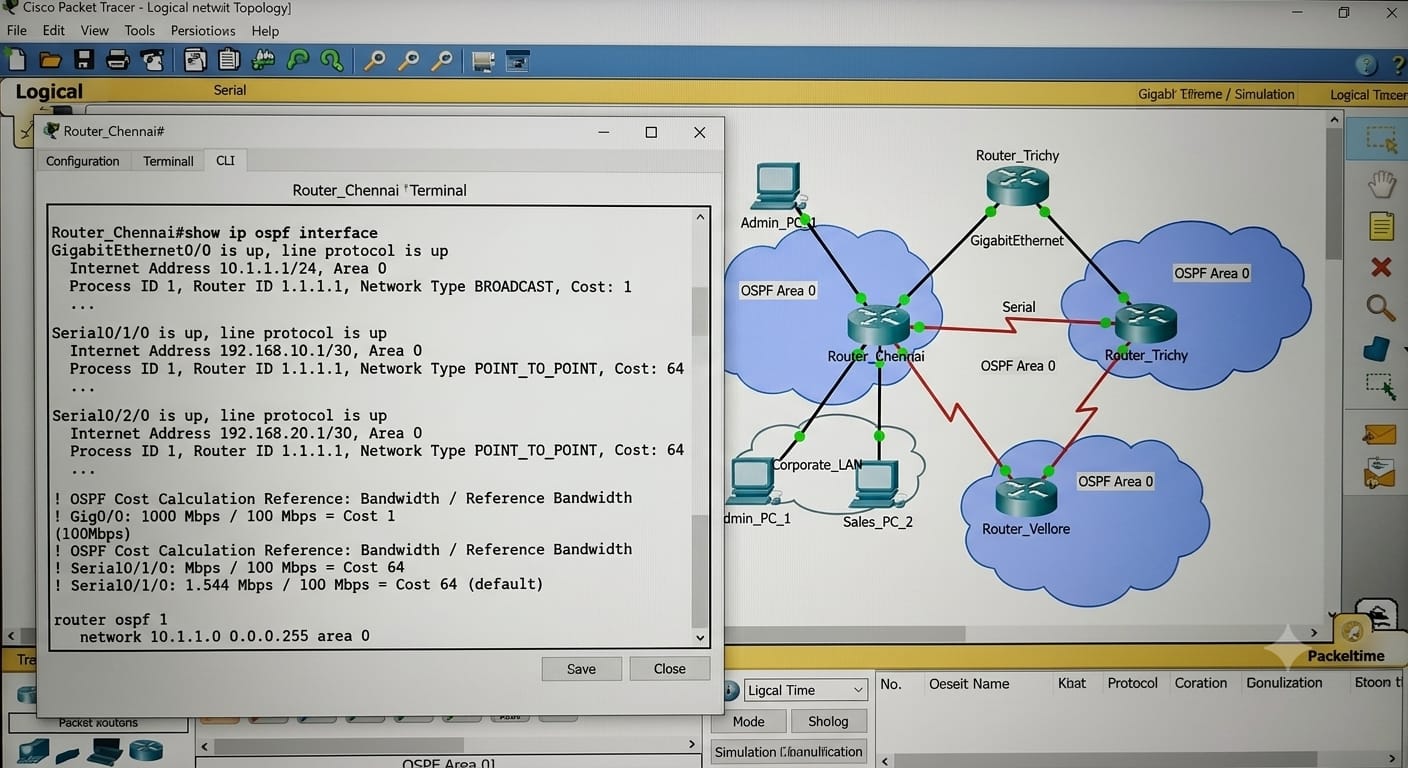 Cisco Packet Tracer - Logical netwit Topology]
File Edit View Tools Persiotions Help
Logical
Serial
Logical Tmcer
Router_Chennai#
Configuration Terminall CLI
Router_Chennai Terminal
Router_Chennai#show ip ospf interface
GigabitEthernet0/0 is up, line protocol is up
Internet Address 10.1.1.1/24, Area 0
Process ID 1, Router ID 1.1.1.1, Network Type BROADCAST, Cost: 1
...
Serial0/1/0 is up, line protocol is up
Internet Address 192.168.10.1/30, Area 0
Process ID 1, Router ID 1.1.1.1, Network Type POINT_TO_POINT, Cost: 64
...
Serial0/2/0 is up, line protocol is up
Internet Address 192.168.20.1/30, Area 0
Process ID 1, Router ID 1.1.1.1, Network Type POINT_TO_POINT, Cost: 64
...
! OSPF Cost Calculation Reference: Bandwidth / Reference Bandwidth
! Gig0/0: 1000 Mbps / 100 Mbps = Cost 1
(100Mbps)
! OSPF Cost Calculation Reference: Bandwidth / Reference Bandwidth
! Serial0/1/0: Mbps / 100 Mbps = Cost 64
! Serial0/1/0: 1.544 Mbps / 100 Mbps = Cost 64 (default)
router ospf 1
network 10.1.1.0 0.0.0.255 area 0
Save Close
Router_Trichy
Admin_PC_1
GigabitEthernet
OSPF Area 0
OSPF Area 0
Serial
Router_Chennai
OSPF Area 0
Router_Trichy
Corporate_LAN
OSPF Area 0
dmin_PC_1
Sales_PC_2
Router_Vellore
Packeltime
Tra
Ligcal Time
No. Oeseit Name Kbat Protocol Coration Gonulization Stoon t
Mode Sholog
Simulation
OSPF Area 01